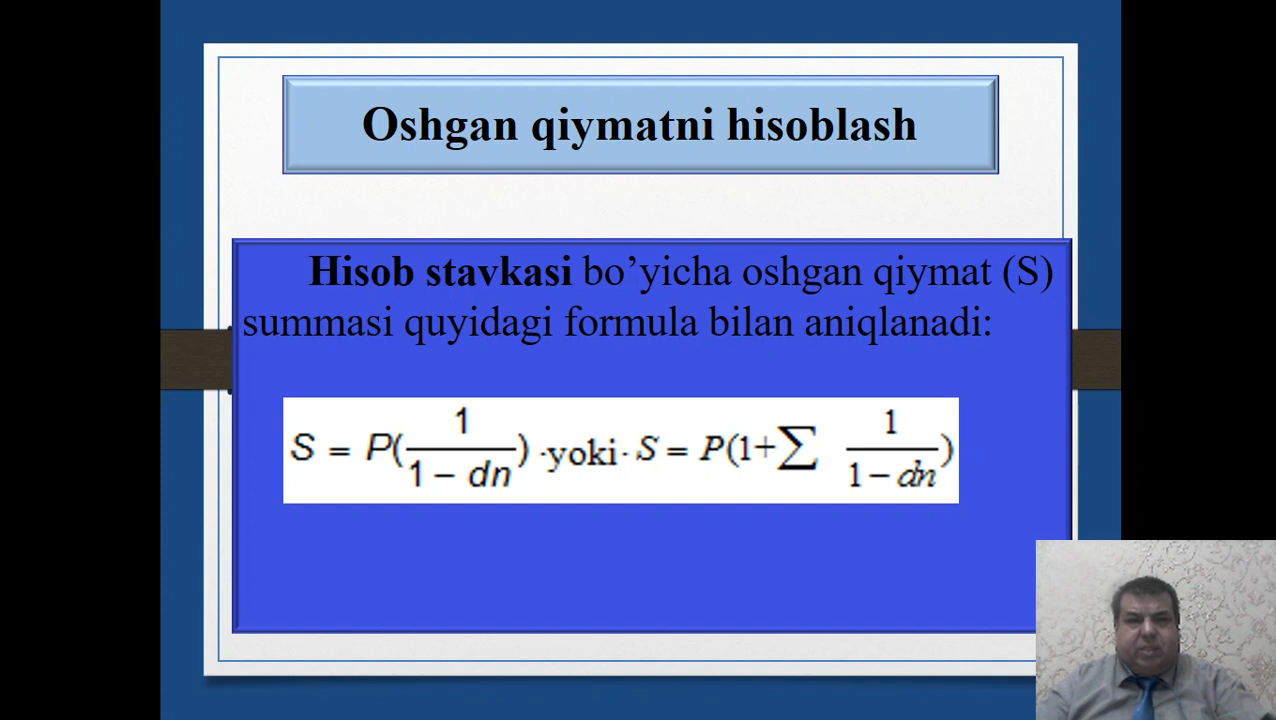 Oshgan qiymatni hisoblash
Hisob stavkasi bo’yicha oshgan qiymat (S)
summasi quyidagi formula bilan aniqlanadi:
S = P(1/(1 − dn)) ·yoki· S = P(1+∑ 1/(1 − dn))